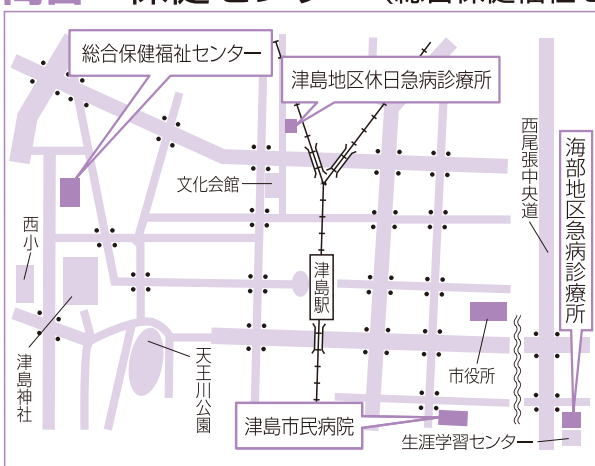 総合保健福祉センター
津島地区休日急病診療所
文化会館
西尾張中央道
海部地区急病診療所
西小
津島駅
津島神社
天王川公園
市役所
津島市民病院
生涯学習センター